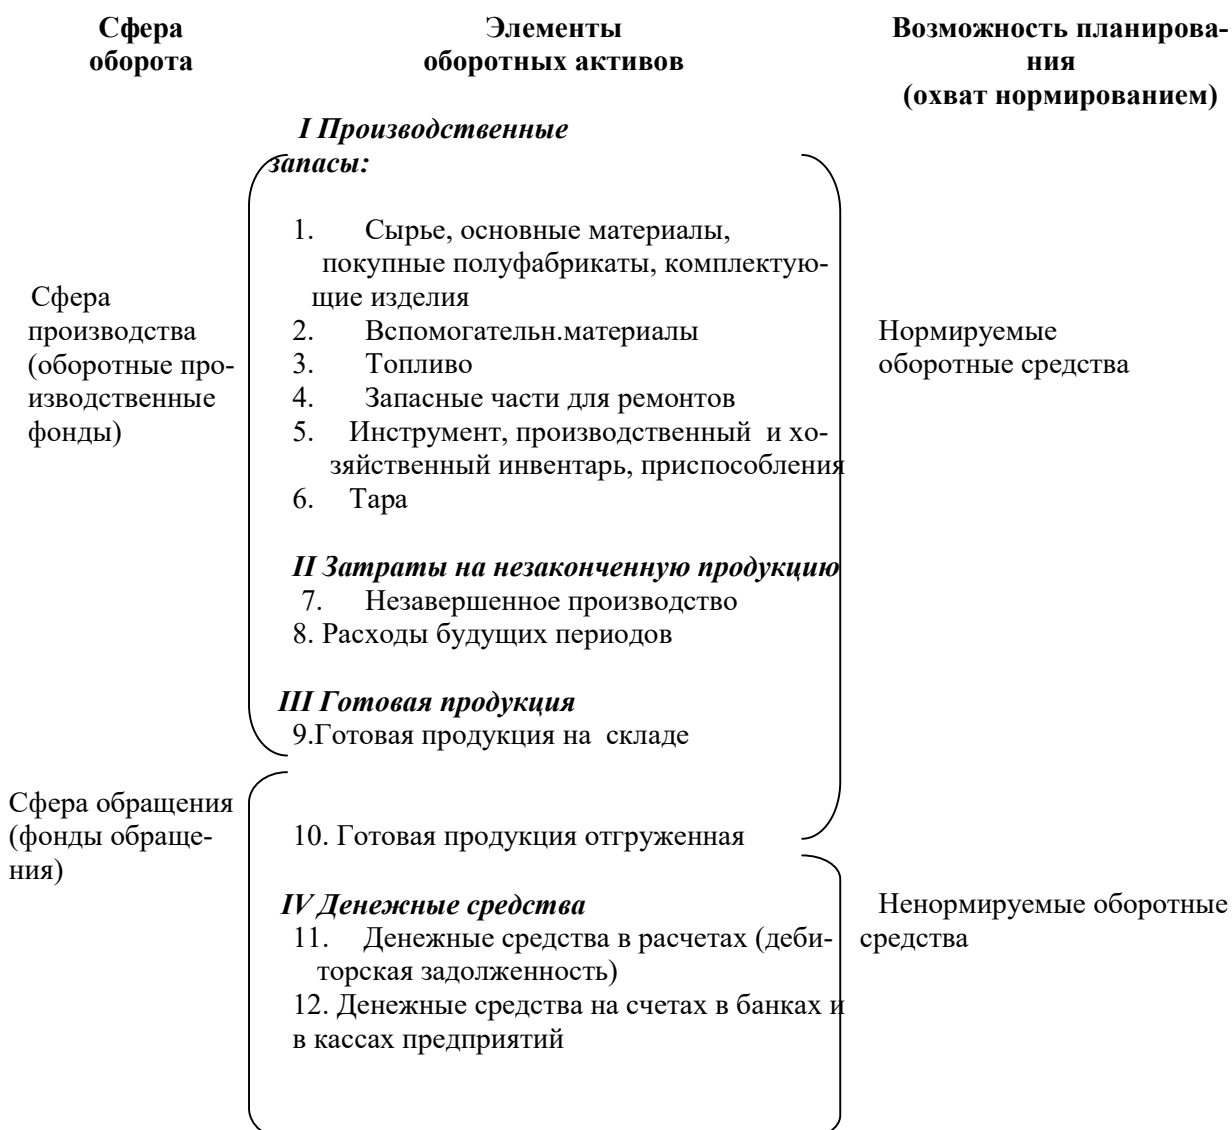 Сфера
оборота
Элементы
оборотных активов
Возможность планирова-
ния
(охват нормированием)
I Производственные
запасы:
1. Сырье, основные материалы,
покупные полуфабрикаты, комплектую-
щие изделия
2. Вспомогательн.материалы
3. Топливо
4. Запасные части для ремонтов
5. Инструмент, производственный и хо-
зяйственный инвентарь, приспособления
6. Тара
II Затраты на незаконченную продукцию
7. Незавершенное производство
8. Расходы будущих периодов
III Готовая продукция
9.Готовая продукция на складе
10. Готовая продукция отгруженная
IV Денежные средства
11. Денежные средства в расчетах (деби-
торская задолженность)
12. Денежные средства на счетах в банках и
в кассах предприятий
Сфера
производства
(оборотные про-
изводственные
фонды)
Сфера обращения
(фонды обраще-
ния)
Нормируемые
оборотные средства
Ненормируемые оборотные
средства